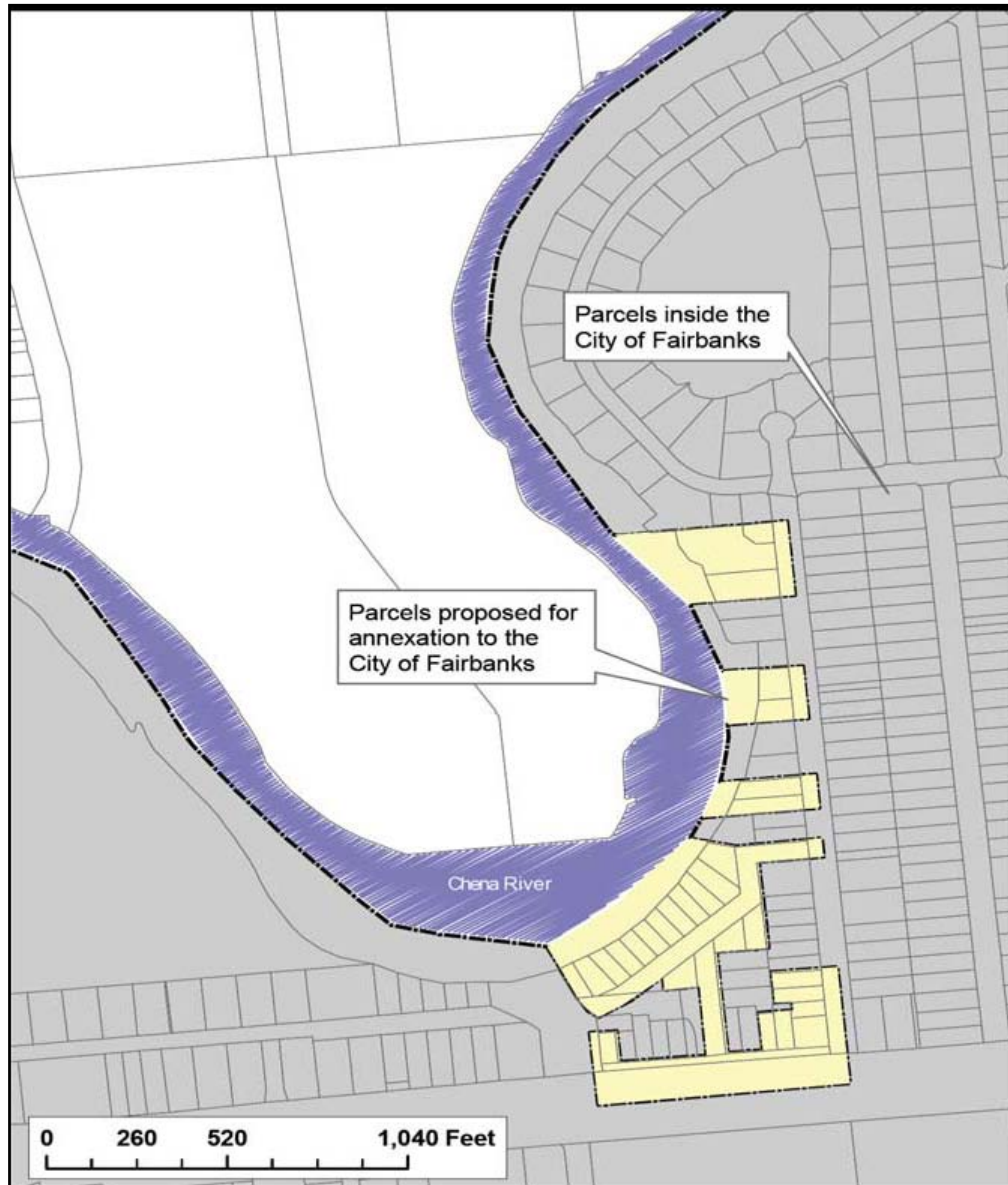 Parcels inside the
City of Fairbanks
Parcels proposed for
annexation to the
City of Fairbanks
Chena River
0 260 520 1,040 Feet